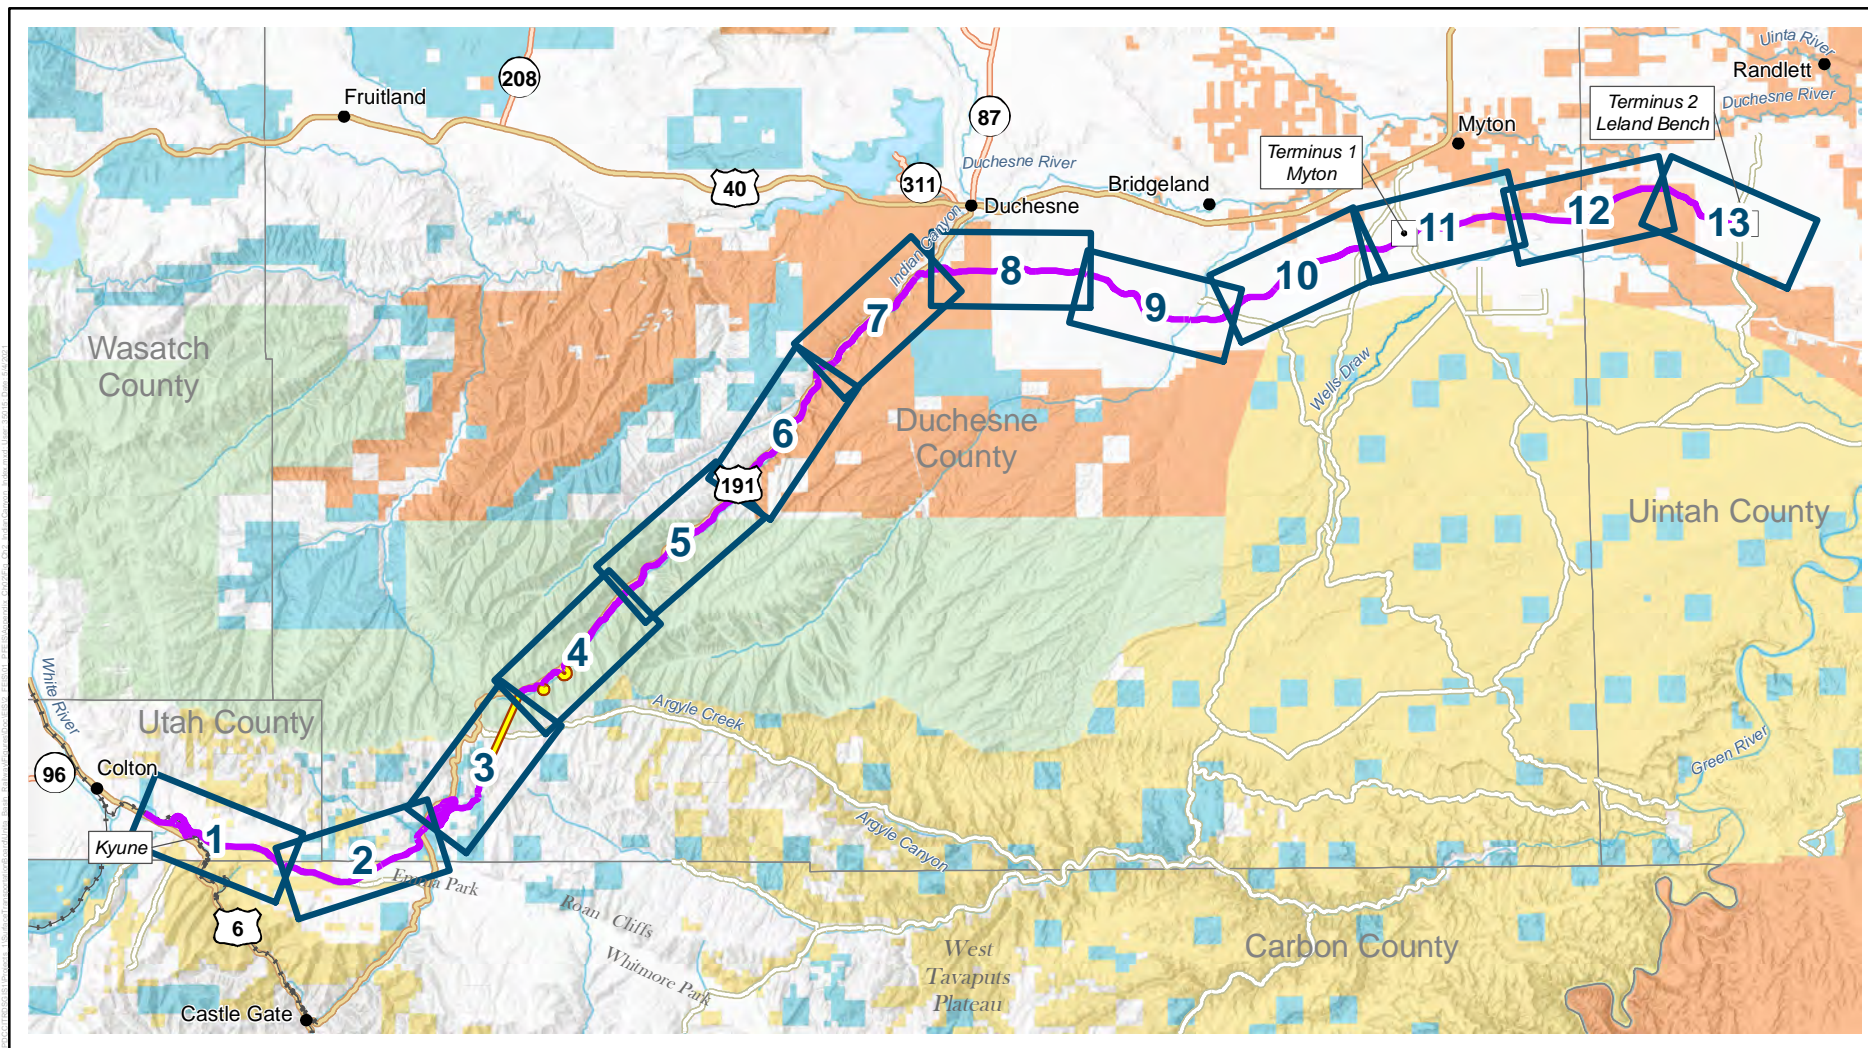 Uinta River
Randlett
208
Fruitland
87
Duchesne River
Terminus 2
Leland Bench
Myton
Terminus 1
Myton
Duchesne River
Bridgeland
40
311
Duchesne
Indian Canyon
13
12
11
10
9
8
7
Wasatch
County
Wells Draw
Duchesne
County
6
191
Uintah County
5
4
White River
Utah County
Argyle Creek
Green River
96
Colton
3
Kyune
1
2
Argyle Canyon
Emma Park
6
Roan Cliffs
Whitmore Park
West
Tavaputs
Plateau
Carbon County
Castle Gate